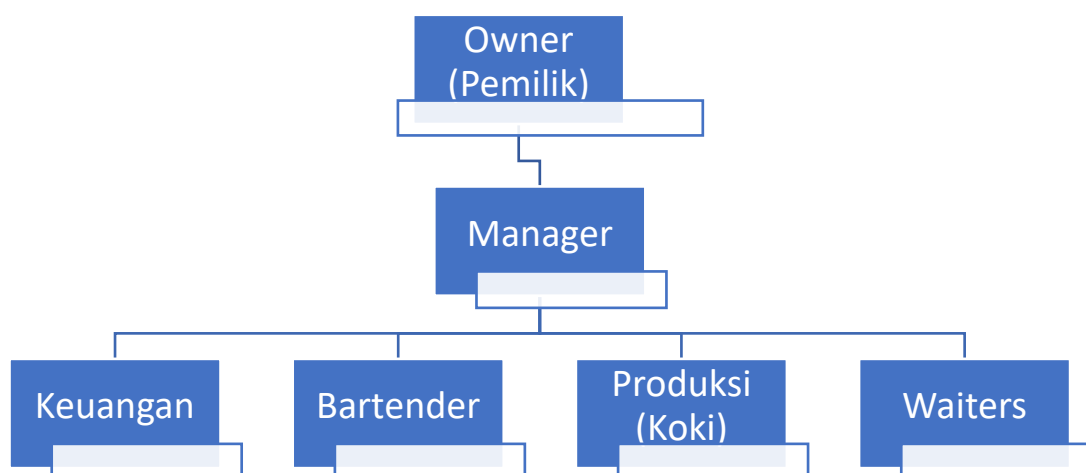 Owner
(Pemilik)
Manager
Keuangan
Bartender
Produksi
(Koki)
Waiters